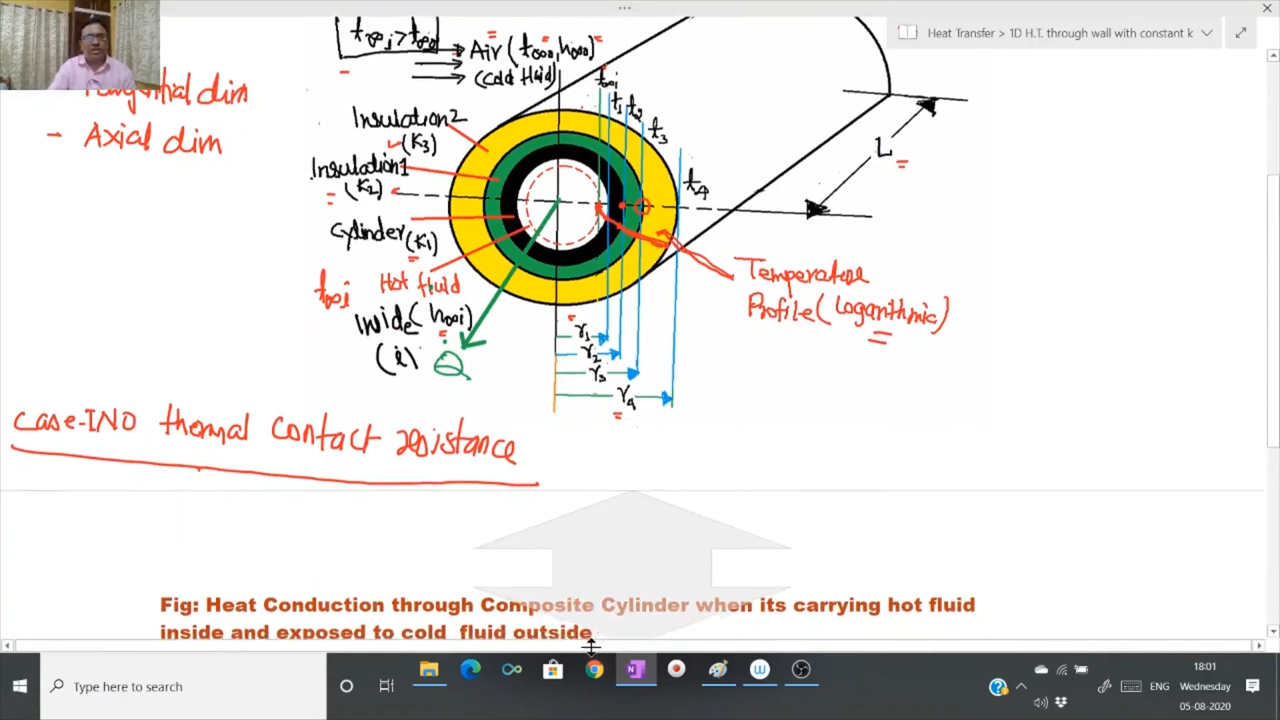 Heat Transfer > 1D H.T. through wall with constant k
t∞i > t∞o
Air (t∞o, h∞o)
(cold fluid)
- Axial dim
t∞i
t1
t2
t3
t4
L
Insulation2
(K3)
Insulation1
(K2)
cylinder (K1)
Hot fluid
t∞i
Inside (h∞i)
(i)
Q
Temperature
Profile (logarithmic)
r1
r2
r3
r4
case-I NO thermal contact resistance
Fig: Heat Conduction through Composite Cylinder when its carrying hot fluid
inside and exposed to cold fluid outside
Type here to search
ENG
18:01
Wednesday
05-08-2020